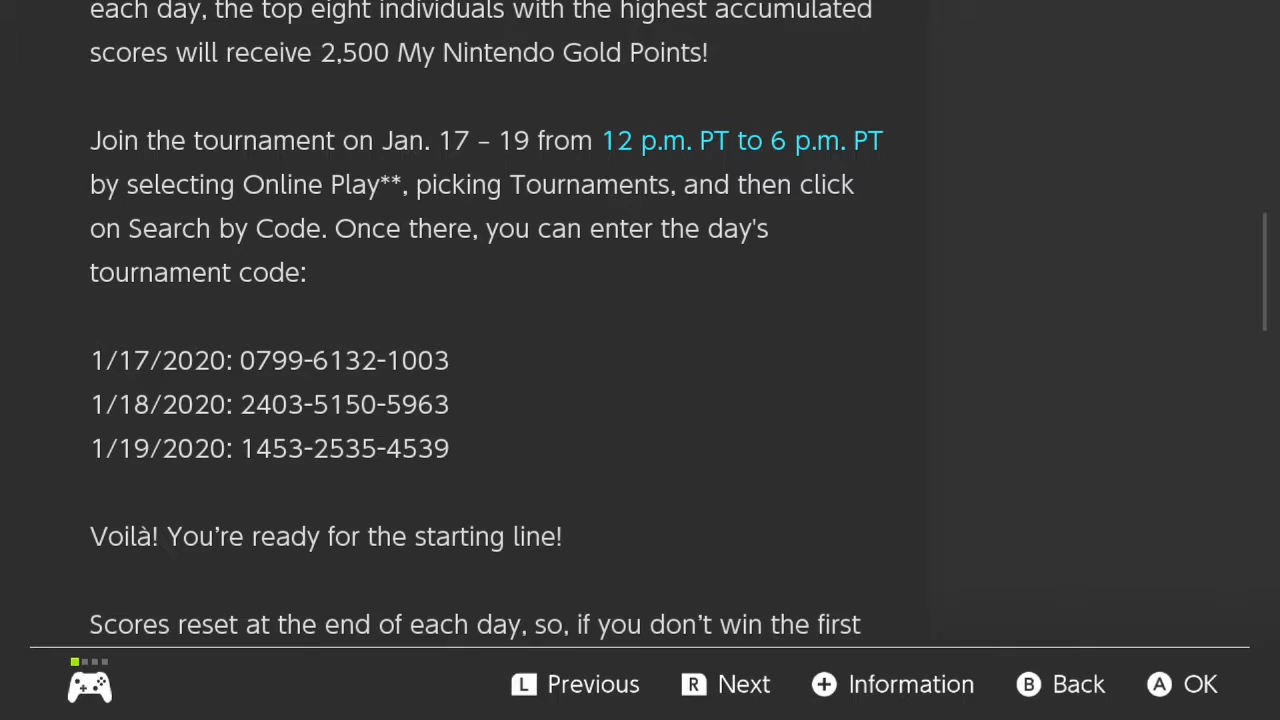 each day, the top eight individuals with the highest accumulated
scores will receive 2,500 My Nintendo Gold Points!
Join the tournament on Jan. 17 – 19 from 12 p.m. PT to 6 p.m. PT
by selecting Online Play**, picking Tournaments, and then click
on Search by Code. Once there, you can enter the day's
tournament code:
1/17/2020: 0799-6132-1003
1/18/2020: 2403-5150-5963
1/19/2020: 1453-2535-4539
Voilà! You’re ready for the starting line!
Scores reset at the end of each day, so, if you don’t win the first
L Previous R Next + Information B Back A OK